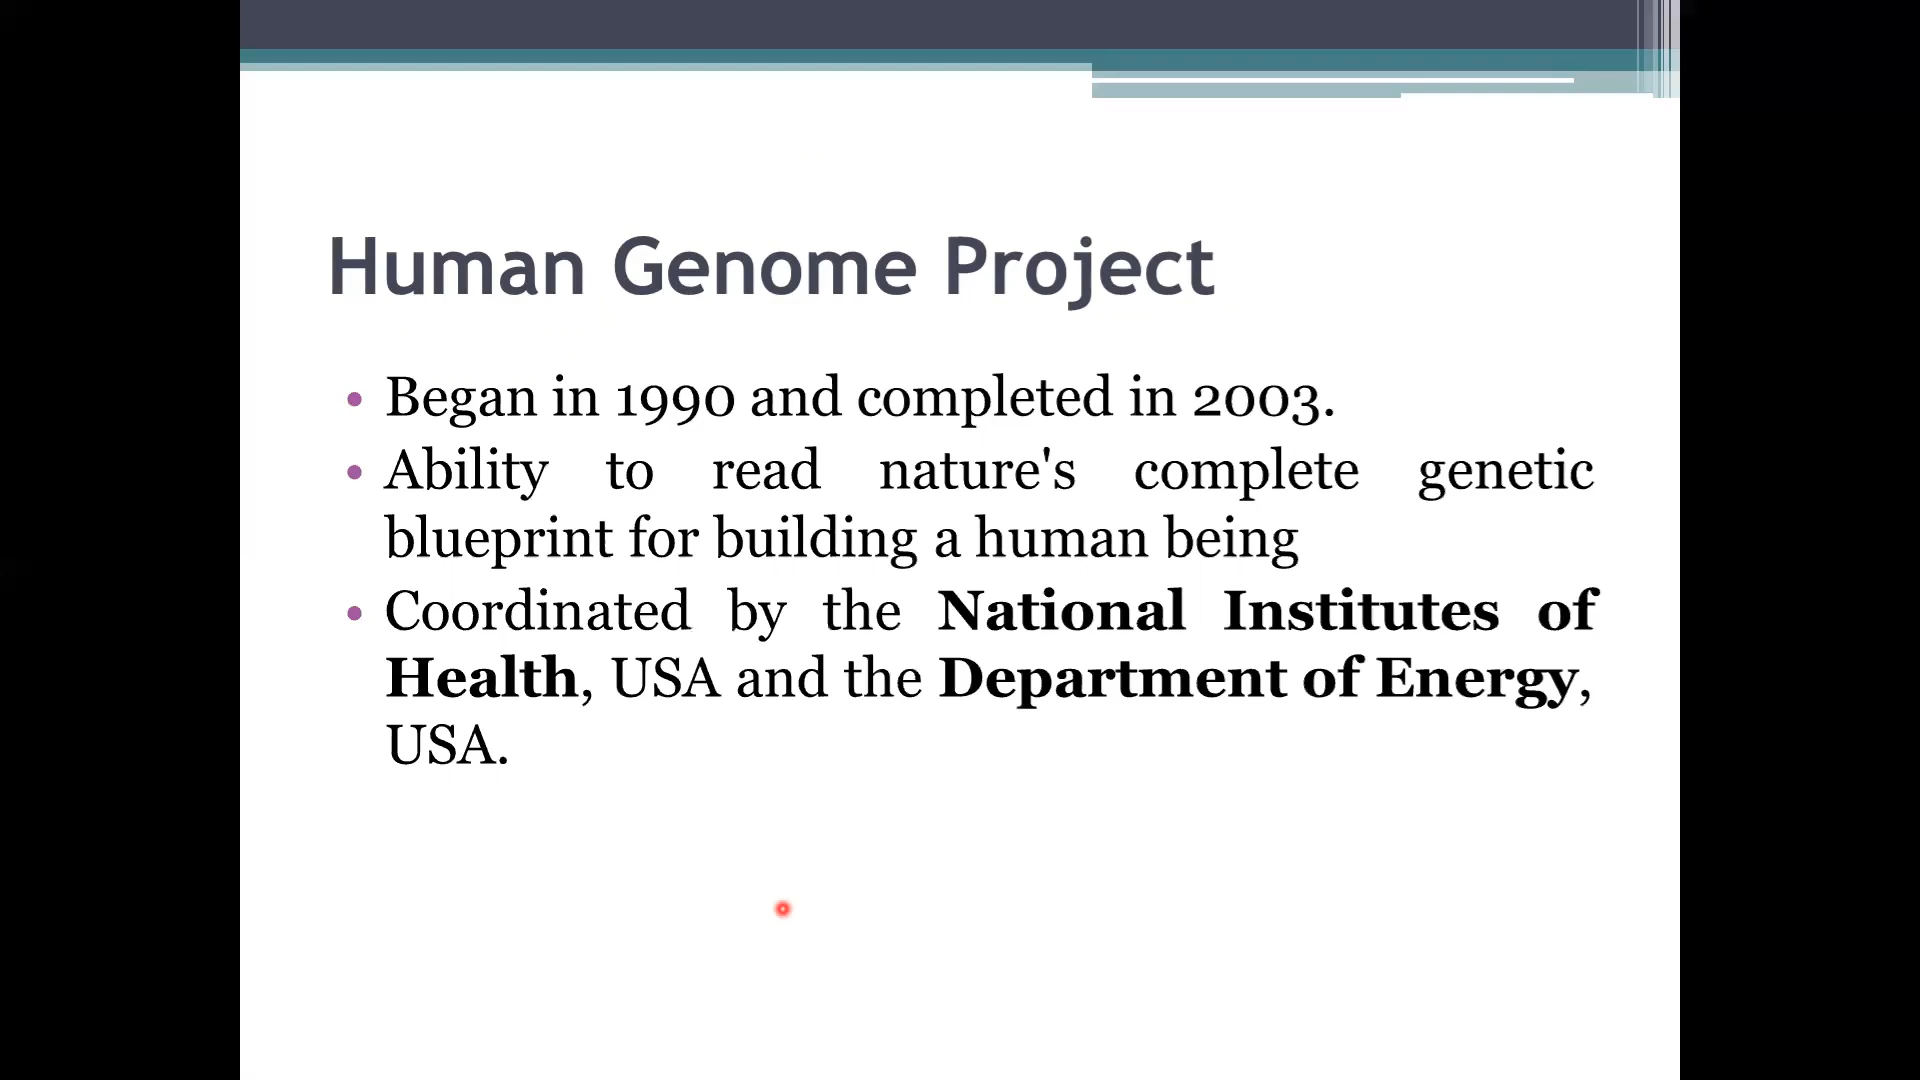 Human Genome Project
• Began in 1990 and completed in 2003.
• Ability to read nature's complete genetic
blueprint for building a human being
• Coordinated by the National Institutes of
Health, USA and the Department of Energy,
USA.